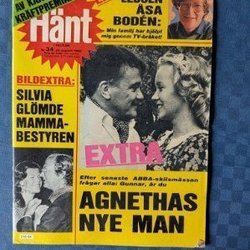 KRAFTPREMI
Hänt
ÅSA
BODÉN:
Min familj har hjälpt
mig genom TV-bråket!
BILDEXTRA:
SILVIA
GLÖMDE
MAMMA-
BESTYREN
EXTRA
Efter senaste ABBA-skilsmässan
frågar alla: Gunnar, är du
AGNETHAS
NYE MAN